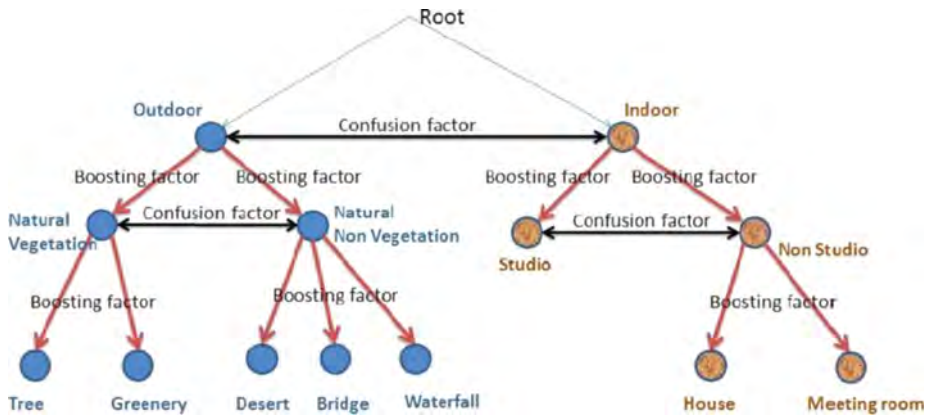 Root
Outdoor
Indoor
Confusion factor
Boosting factor
Boosting factor
Boosting factor
Boosting factor
Natural
Vegetation
Confusion factor
Natural
Non Vegetation
Confusion factor
Studio
Non Studio
Boosting factor
Boosting factor
Boosting factor
Tree
Greenery
Desert
Bridge
Waterfall
House
Meeting room